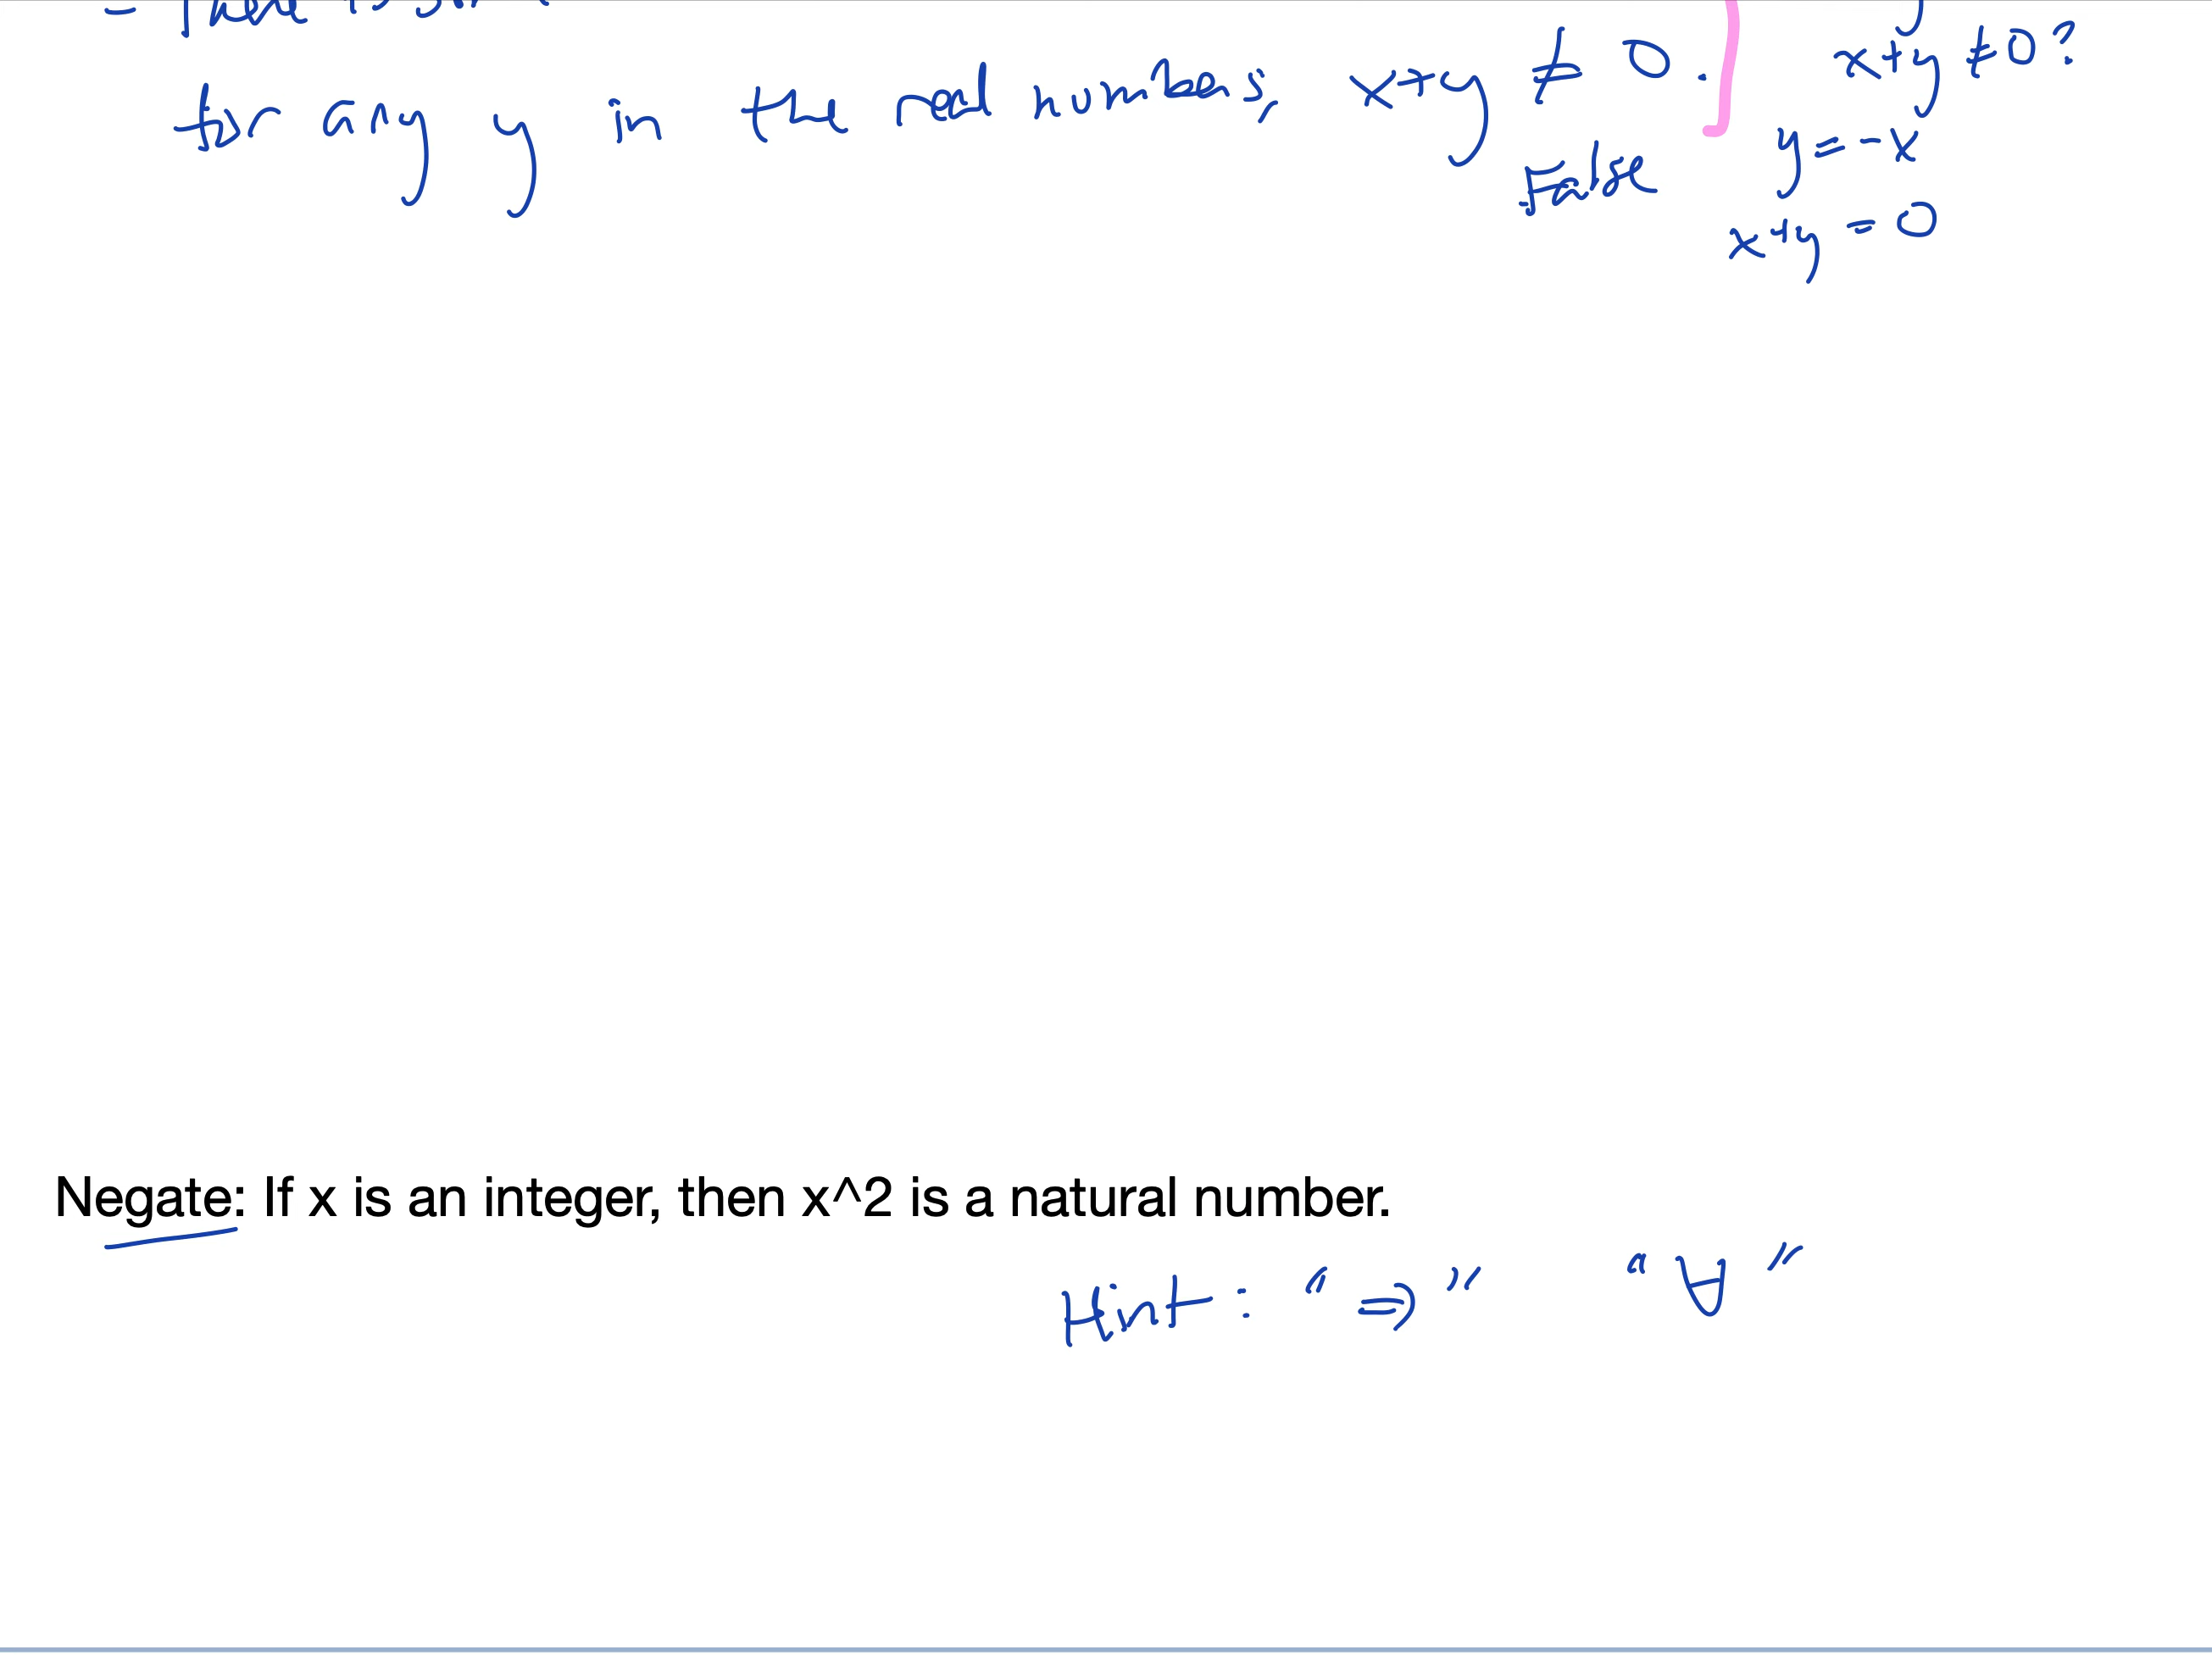 for any y in the real numbers, x+y ≠ 0.
x+y ≠ 0?
False
y = -x
x+y = 0
Negate: If x is an integer, then x^2 is a natural number.
Hint: "⇒" "∀"